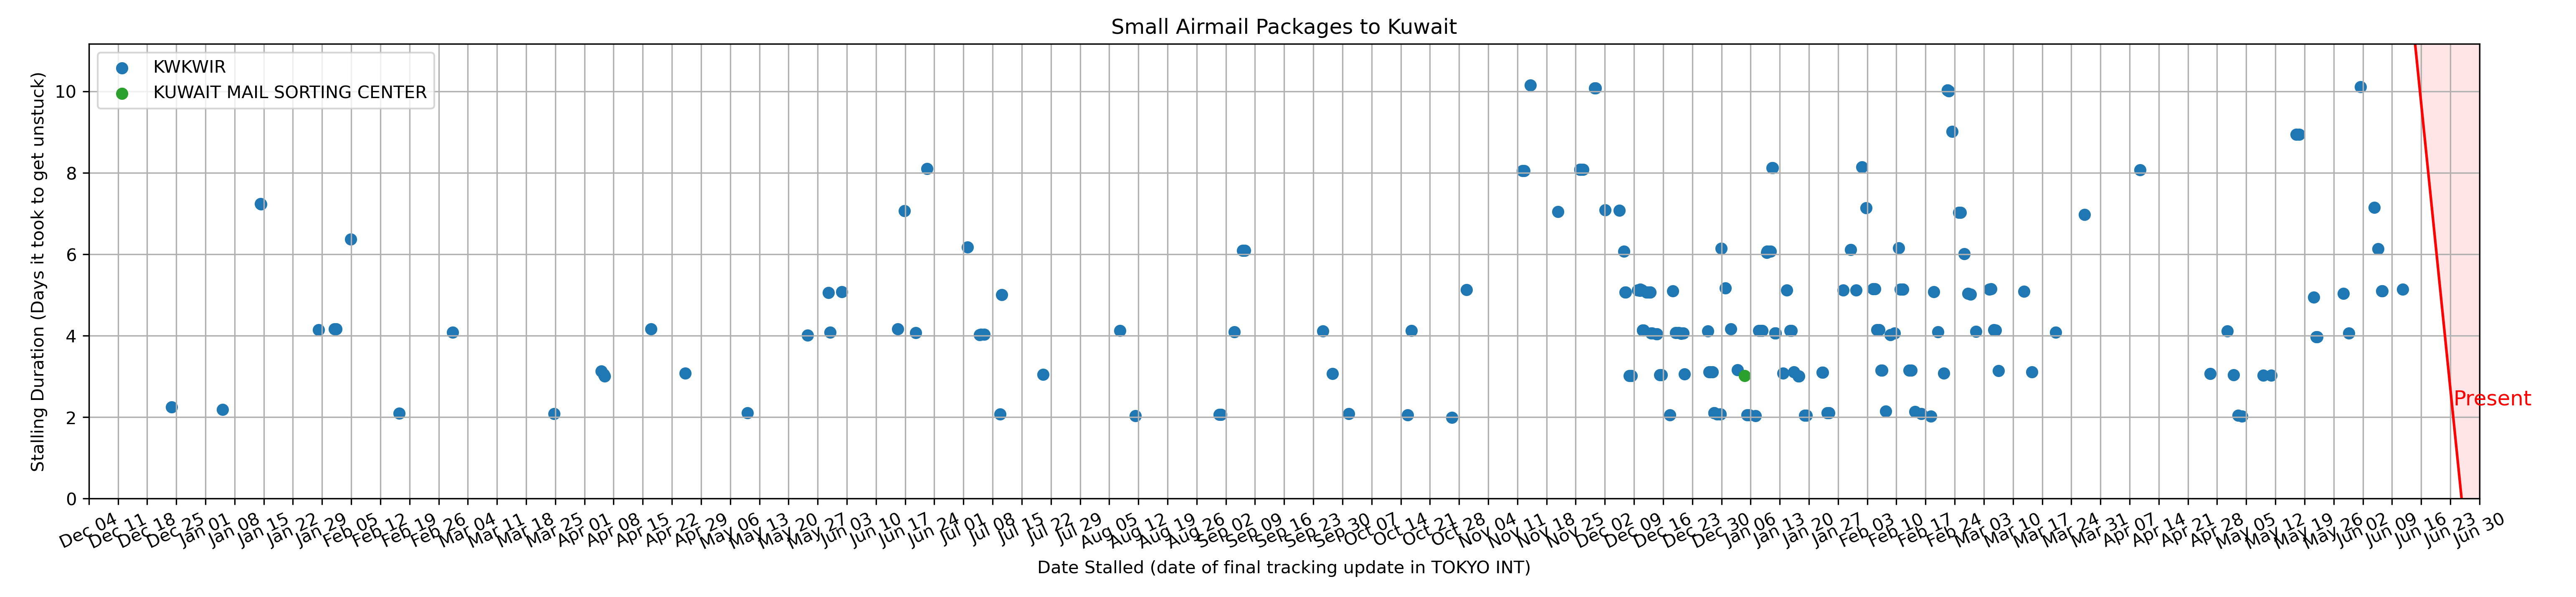 Small Airmail Packages to Kuwait
KWKWIR
KUWAIT MAIL SORTING CENTER
Stalling Duration (Days it took to get unstuck)
10
8
6
4
2
0
Present
Dec 04
Dec 11
Dec 18
Dec 25
Jan 01
Jan 08
Jan 15
Jan 22
Jan 29
Feb 05
Feb 12
Feb 19
Feb 26
Mar 04
Mar 11
Mar 18
Mar 25
Apr 01
Apr 08
Apr 15
Apr 22
Apr 29
May 06
May 13
May 20
May 27
Jun 03
Jun 10
Jun 17
Jun 24
Jul 01
Jul 08
Jul 15
Jul 22
Jul 29
Aug 05
Aug 12
Aug 19
Aug 26
Sep 02
Sep 09
Sep 16
Sep 23
Sep 30
Oct 07
Oct 14
Oct 21
Oct 28
Nov 04
Nov 11
Nov 18
Nov 25
Dec 02
Dec 09
Dec 16
Dec 23
Dec 30
Jan 06
Jan 13
Jan 20
Jan 27
Feb 03
Feb 10
Feb 17
Feb 24
Mar 03
Mar 10
Mar 17
Mar 24
Mar 31
Apr 07
Apr 14
Apr 21
Apr 28
May 05
May 12
May 19
May 26
Jun 02
Jun 09
Jun 16
Jun 23
Jun 30
Date Stalled (date of final tracking update in TOKYO INT)